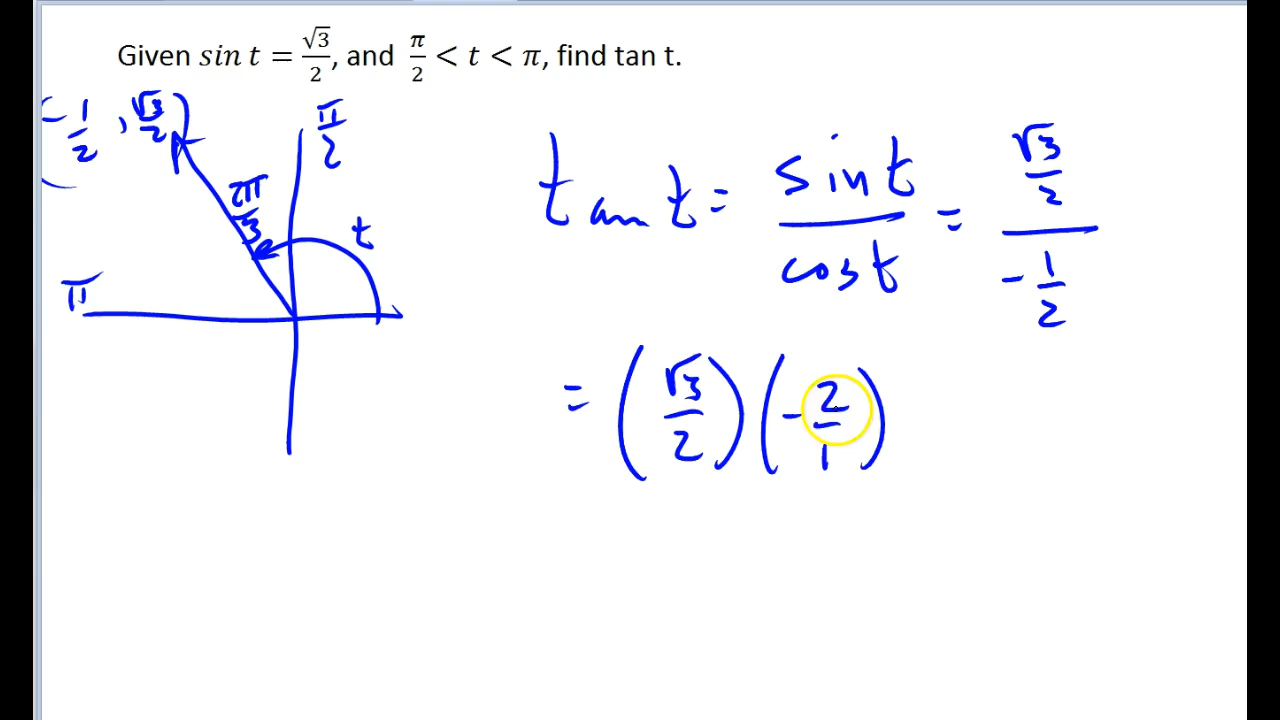 Given sin t = √3/2, and π/2 < t < π, find tan t.
(-1/2, √3/2)
π/2
2π/3
t
π
tan t = sin t/cos t = (√3/2)/(-1/2)
= (√3/2)(-2/1)